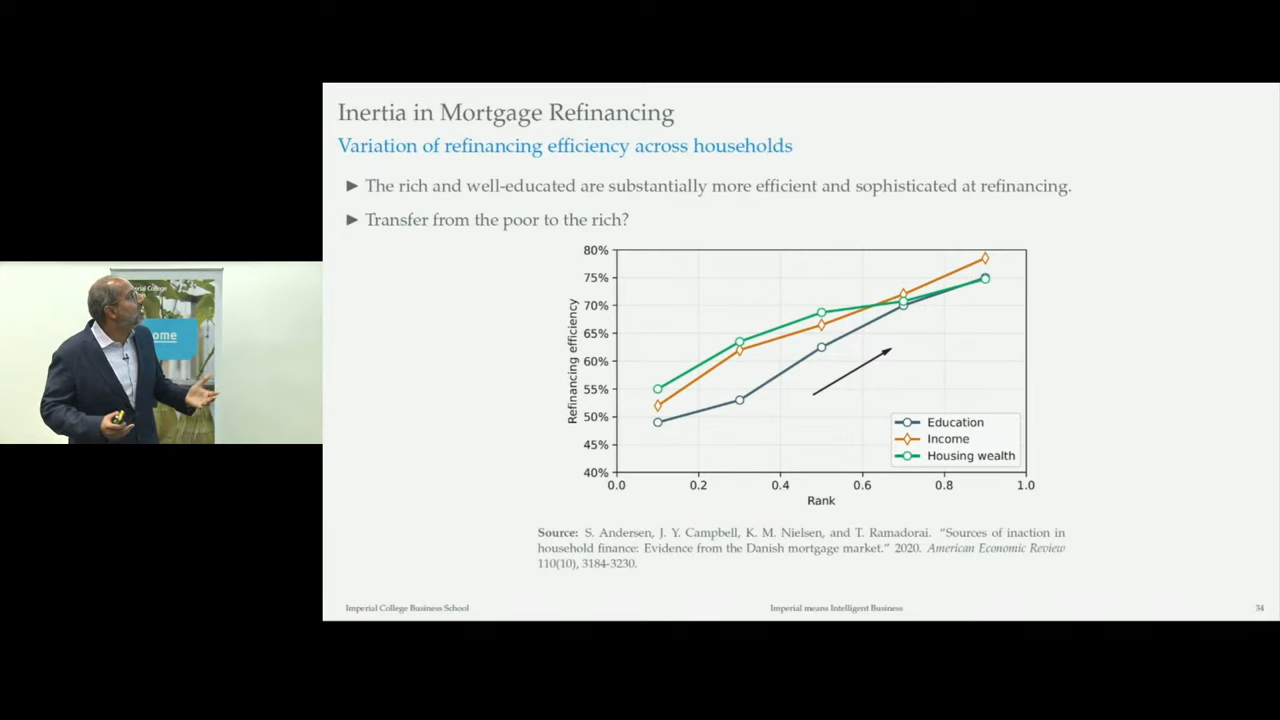 Inertia in Mortgage Refinancing
Variation of refinancing efficiency across households
▶ The rich and well-educated are substantially more efficient and sophisticated at refinancing.
▶ Transfer from the poor to the rich?
80%
75%
70%
65%
60%
55%
50%
45%
40%
Refinancing efficiency
0.0 0.2 0.4 0.6 0.8 1.0
Rank
Education
Income
Housing wealth
Source: S. Andersen, J. Y. Campbell, K. M. Nielsen, and T. Ramadorai. “Sources of inaction in
household finance: Evidence from the Danish mortgage market.” 2020. American Economic Review
110(10), 3184-3230.
Imperial College Business School
Imperial means Intelligent Business
34
College
ome